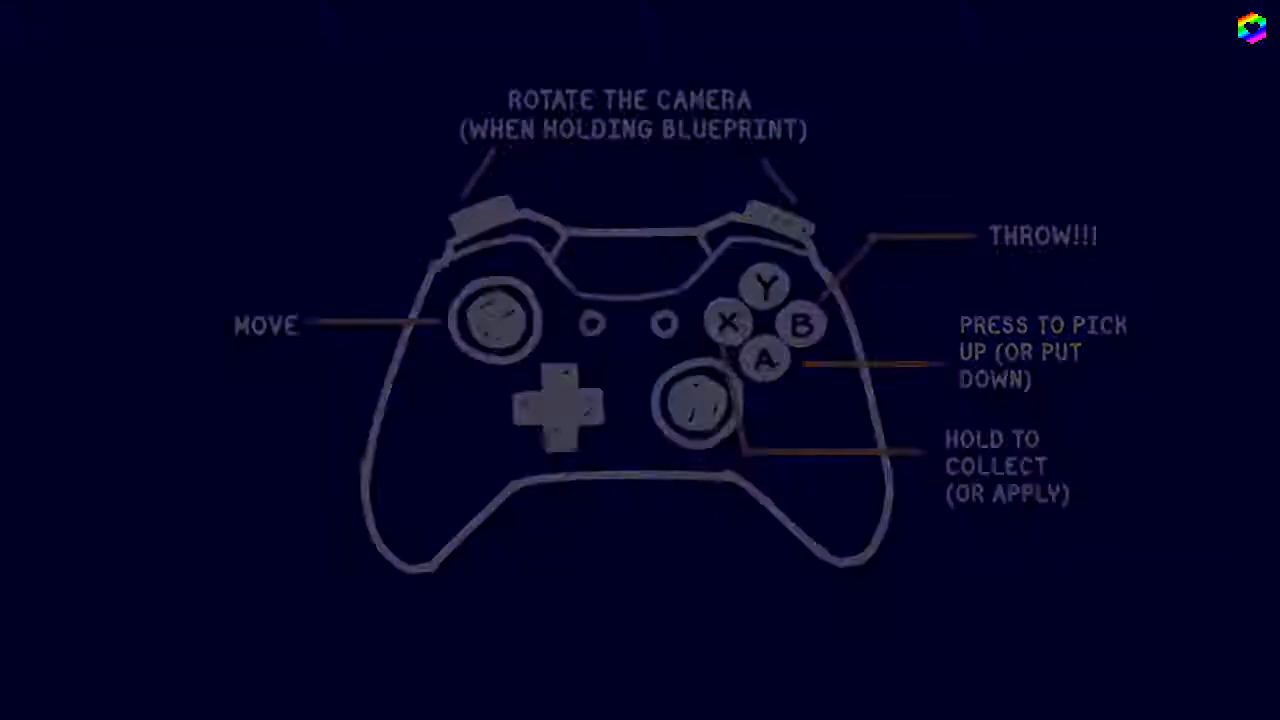 ROTATE THE CAMERA
(WHEN HOLDING BLUEPRINT)
THROW!!!
Y
X
B
A
MOVE
PRESS TO PICK
UP (OR PUT
DOWN)
HOLD TO
COLLECT
(OR APPLY)